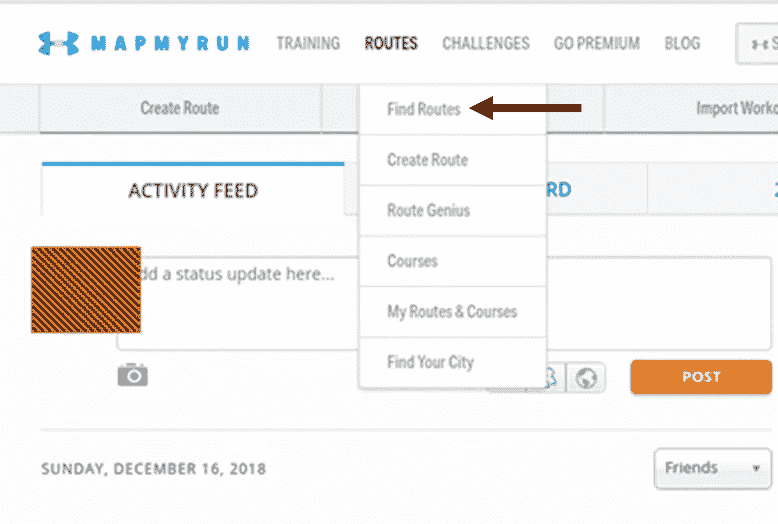 MAPMYRUN TRAINING ROUTES CHALLENGES GO PREMIUM BLOG
Create Route
Import
Find Routes
Create Route
Route Genius
Courses
My Routes & Courses
Find Your City
ACTIVITY FEED
RD
dd a status update here...
POST
SUNDAY, DECEMBER 16, 2018
Friends